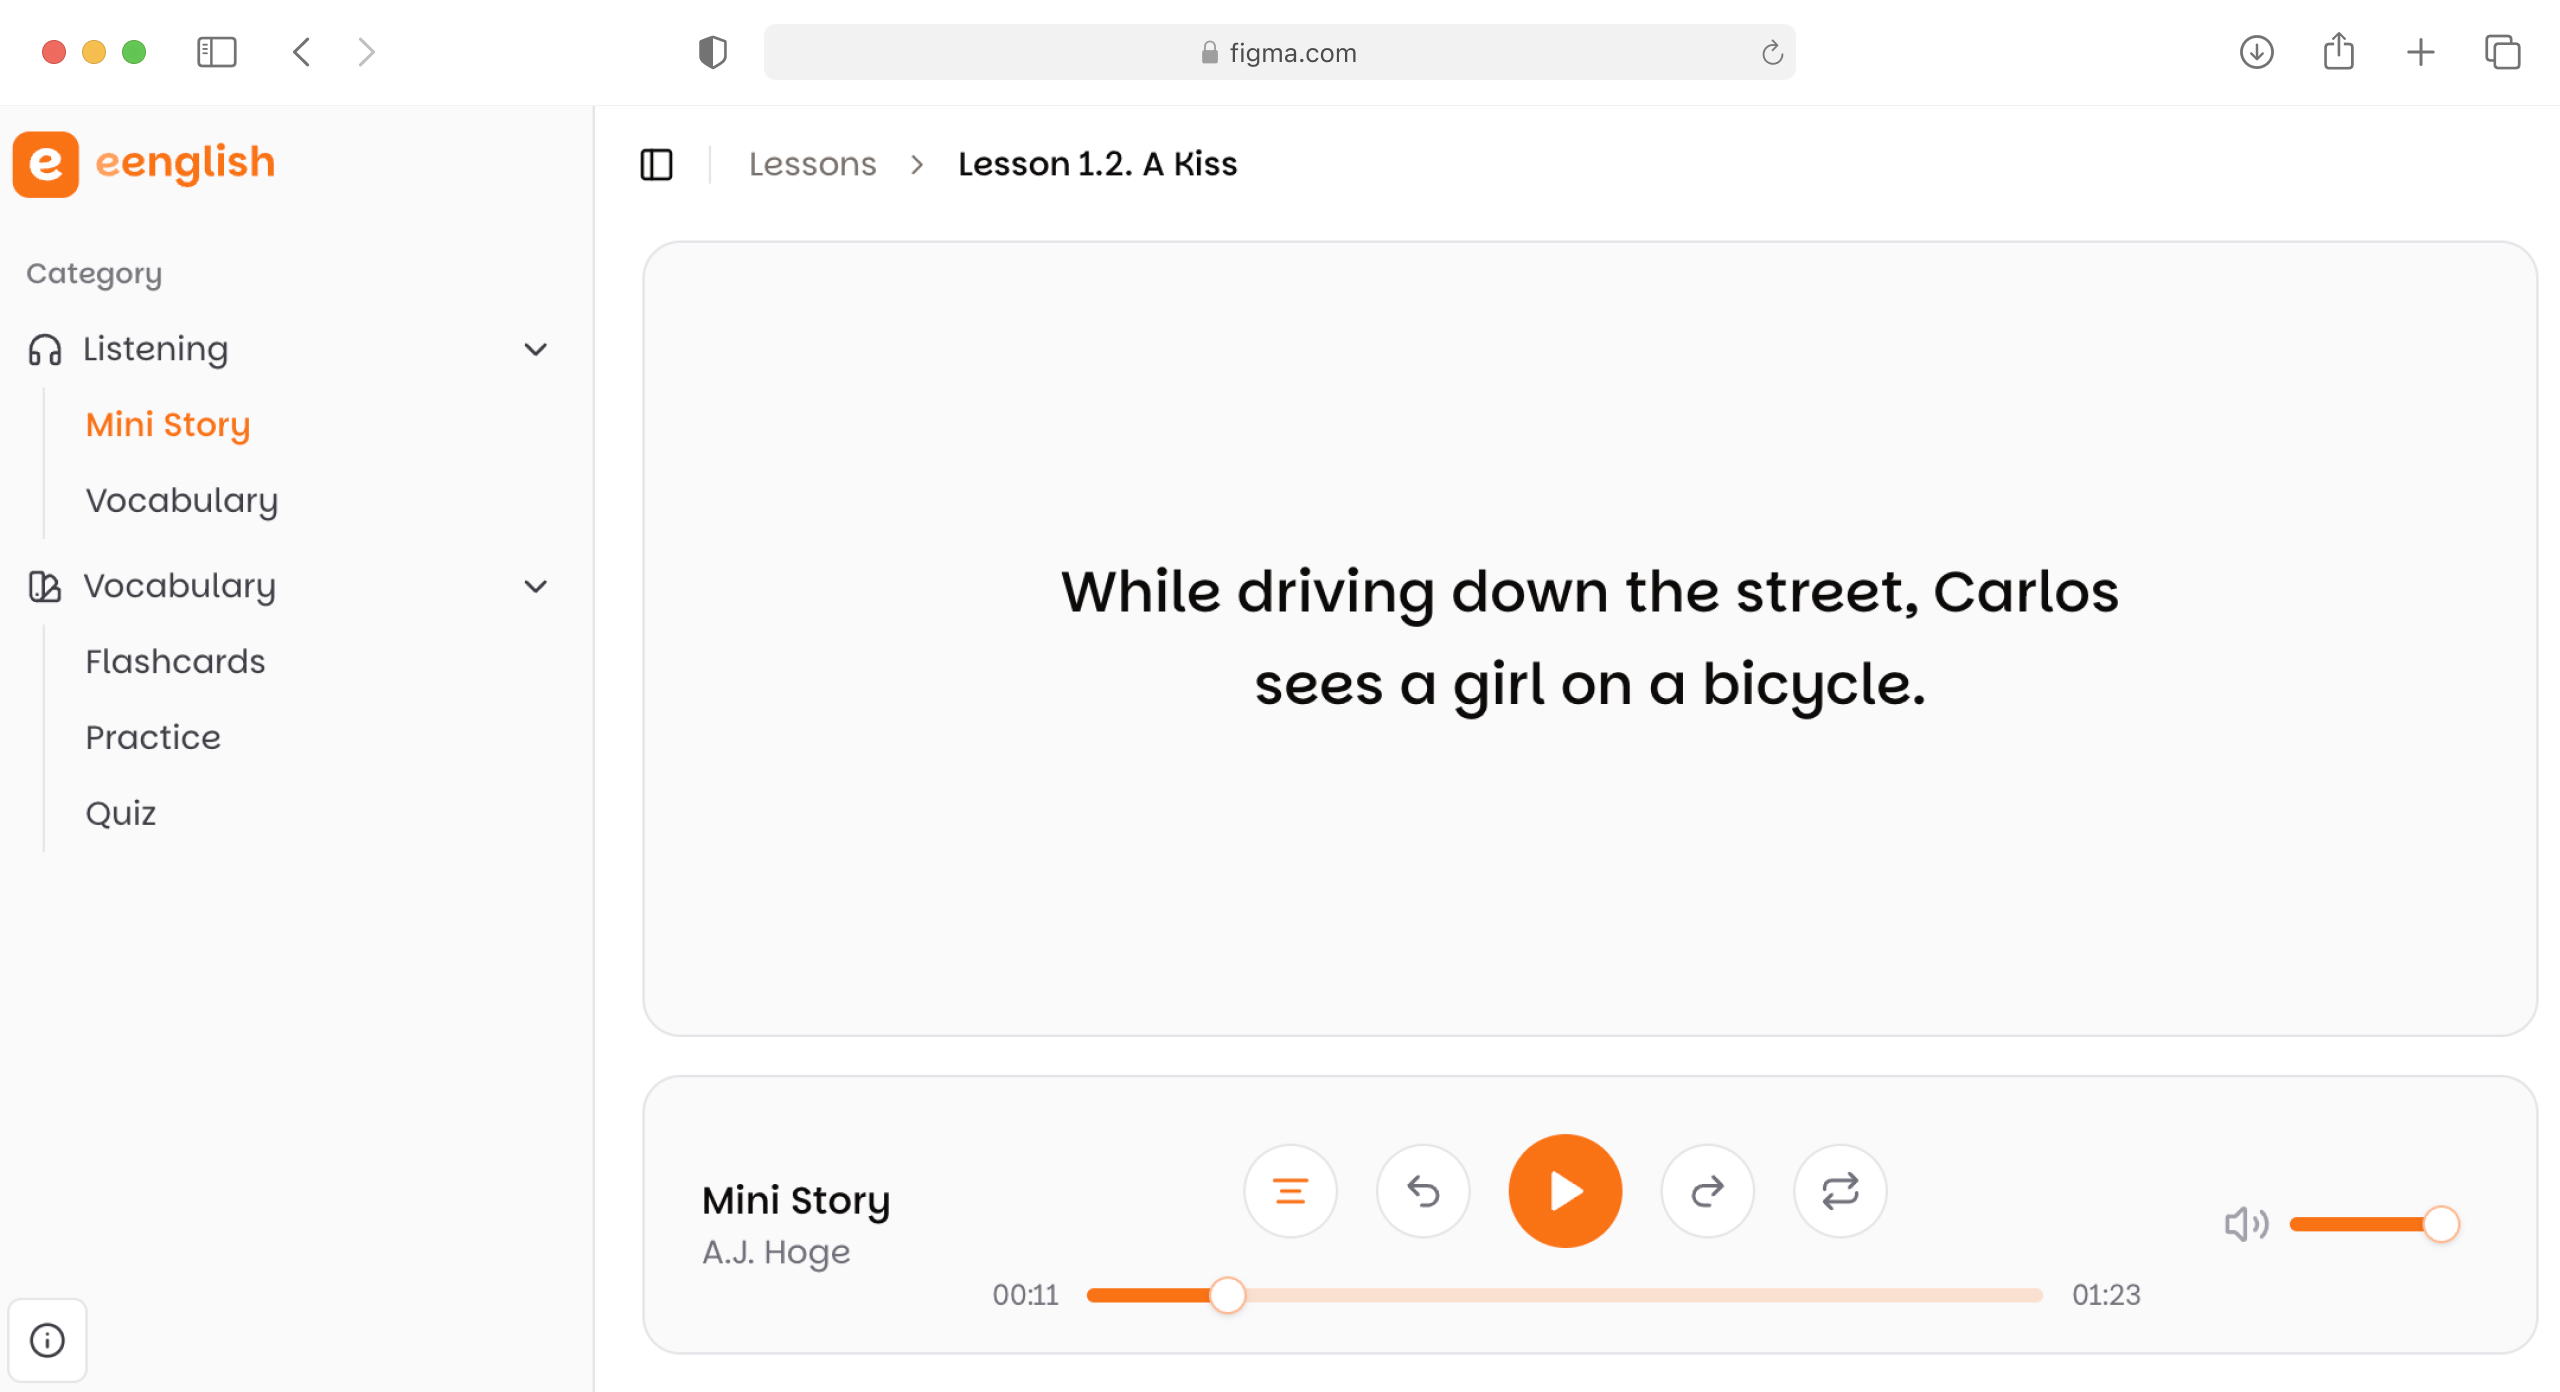 figma.com
e eenglish
Category
Listening
Mini Story
Vocabulary
Vocabulary
Flashcards
Practice
Quiz
Lessons > Lesson 1.2. A Kiss
While driving down the street, Carlos
sees a girl on a bicycle.
Mini Story
A.J. Hoge
00:11
01:23